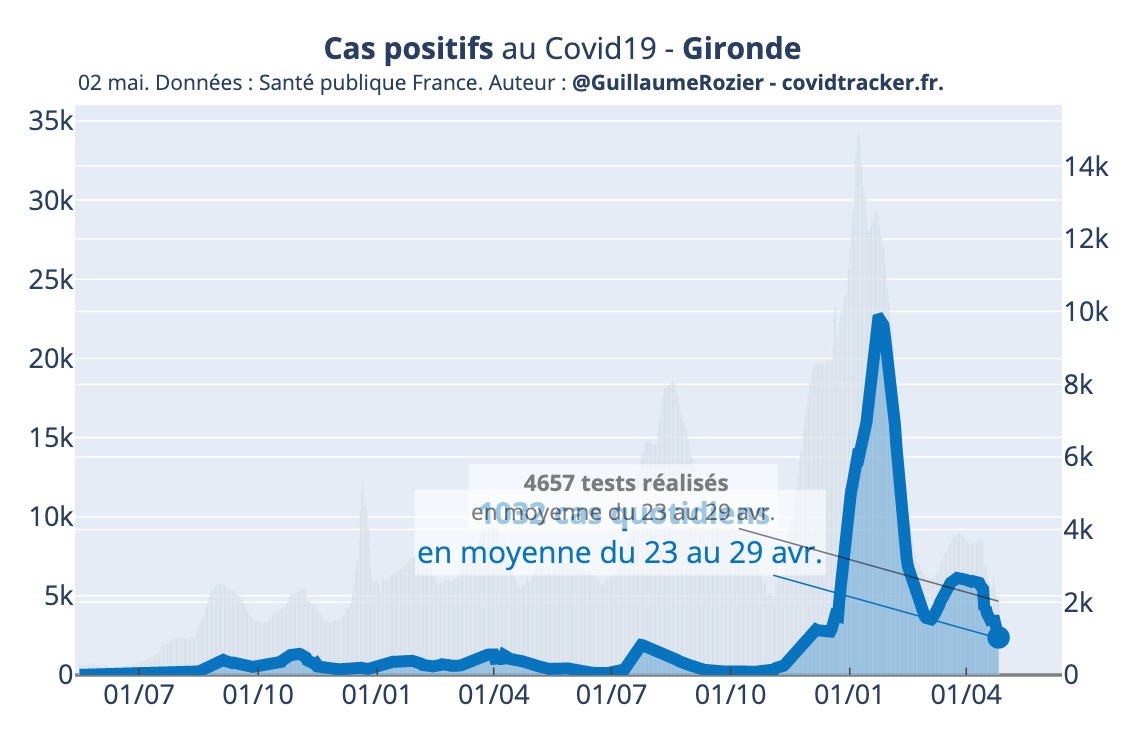 Cas positifs au Covid19 - Gironde
02 mai. Données : Santé publique France. Auteur : @GuillaumeRozier - covidtracker.fr.
35k
30k
25k
20k
15k
10k
5k
0
14k
12k
10k
8k
6k
4k
2k
0
4657 tests réalisés
en moyenne du 23 au 29 avr.
1032 cas quotidiens
en moyenne du 23 au 29 avr.
01/07 01/10 01/01 01/04 01/07 01/10 01/01 01/04